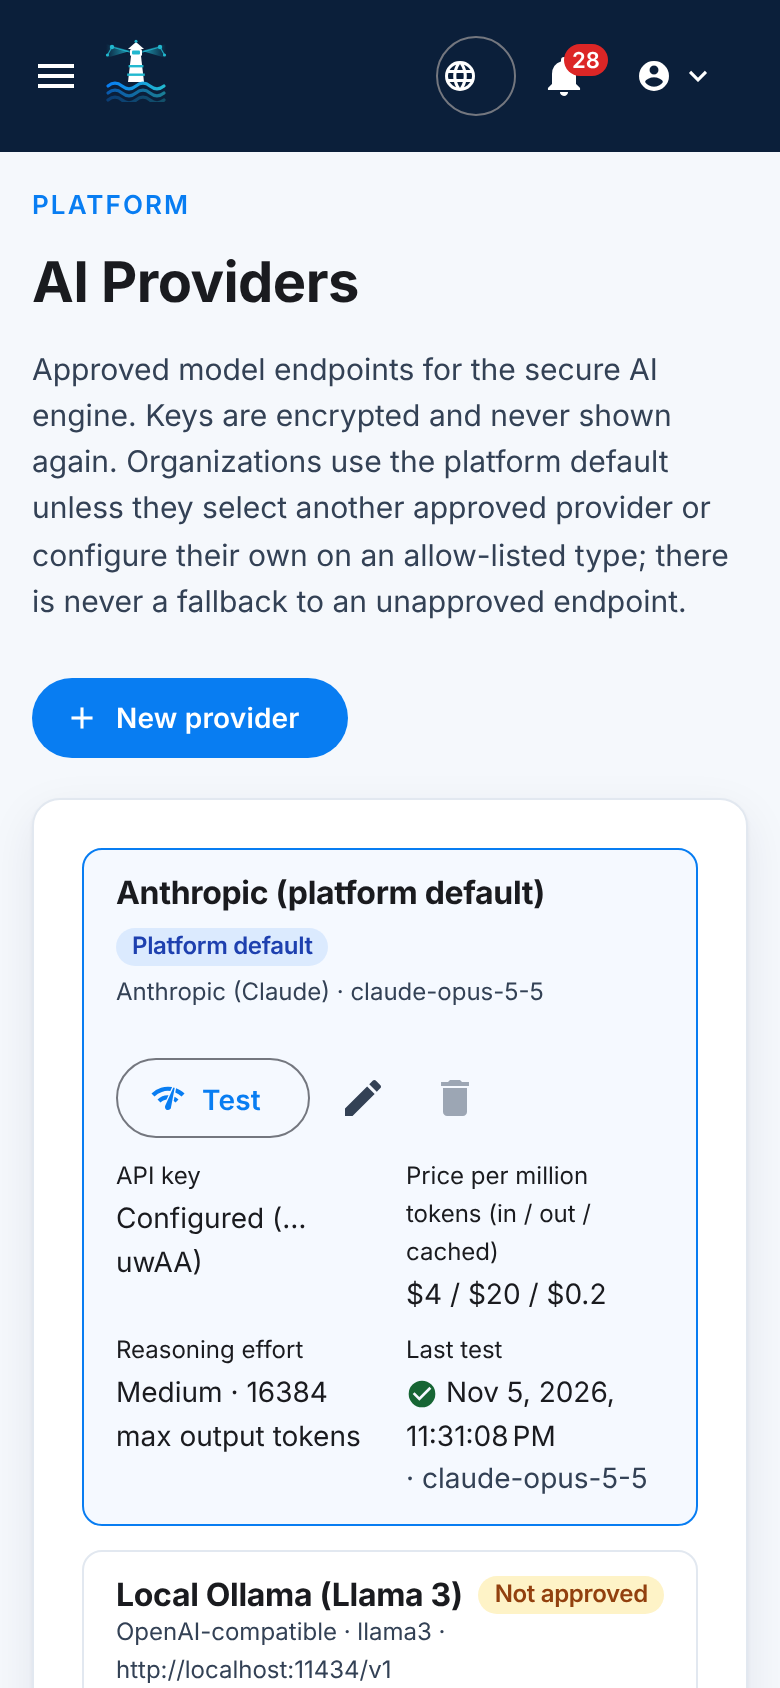 28
PLATFORM
AI Providers
Approved model endpoints for the secure AI
engine. Keys are encrypted and never shown
again. Organizations use the platform default
unless they select another approved provider or
configure their own on an allow-listed type; there
is never a fallback to an unapproved endpoint.
New provider
Anthropic (platform default)
Platform default
Anthropic (Claude) · claude-opus-5-5
Test
API key
Configured (…
uwAA)
Price per million
tokens (in / out /
cached)
$4 / $20 / $0.2
Reasoning effort
Medium · 16384
max output tokens
Last test
Nov 5, 2026,
11:31:08 PM
· claude-opus-5-5
Local Ollama (Llama 3)
Not approved
OpenAI-compatible · llama3 ·
http://localhost:11434/v1